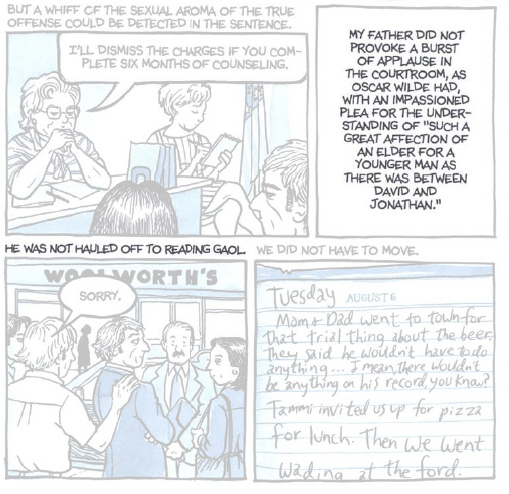 BUT A WHIFF OF THE SEXUAL AROMA OF THE TRUE
OFFENSE COULD BE DETECTED IN THE SENTENCE.
I'LL DISMISS THE CHARGES IF YOU COM-
PLETE SIX MONTHS OF COUNSELING.
MY FATHER DID NOT
PROVOKE A BURST
OF APPLAUSE IN
THE COURTROOM, AS
OSCAR WILDE HAD,
WITH AN IMPASSIONED
PLEA FOR THE UNDER-
STANDING OF "SUCH A
GREAT AFFECTION OF
AN ELDER FOR A
YOUNGER MAN AS
THERE WAS BETWEEN
DAVID AND
JONATHAN."
HE WAS NOT HAULED OFF TO READING GAOL.
WOOLWORTH'S
SORRY.
WE DID NOT HAVE TO MOVE.
Tuesday AUGUST 6
Mom & Dad went to town for
that trial thing about the beer.
They said he wouldn't have to do
anything... I mean, there wouldn't
be anything on his record, you know?
Tammi invited us up for pizza
for lunch. Then we went
wading at the ford.